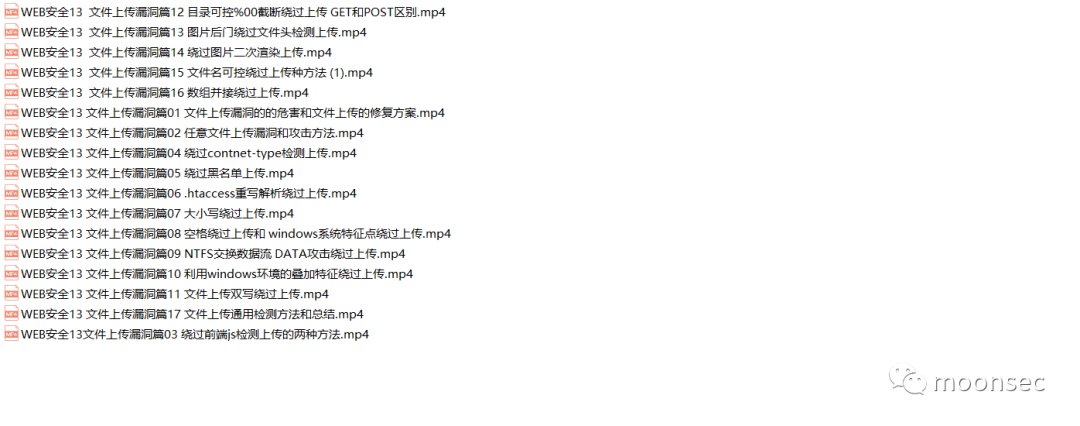 WEB安全13 文件上传漏洞篇12 目录可控%00截断绕过上传 GET和POST区别.mp4
WEB安全13 文件上传漏洞篇13 图片后门绕过文件头检测上传.mp4
WEB安全13 文件上传漏洞篇14 绕过图片二次渲染上传.mp4
WEB安全13 文件上传漏洞篇15 文件名可控绕过上传种方法 (1).mp4
WEB安全13 文件上传漏洞篇16 数组并接绕过上传.mp4
WEB安全13 文件上传漏洞篇01 文件上传漏洞的的危害和文件上传的修复方案.mp4
WEB安全13 文件上传漏洞篇02 任意文件上传漏洞和攻击方法.mp4
WEB安全13 文件上传漏洞篇04 绕过contnet-type检测上传.mp4
WEB安全13 文件上传漏洞篇05 绕过黑名单上传.mp4
WEB安全13 文件上传漏洞篇06 .htaccess重写解析绕过上传.mp4
WEB安全13 文件上传漏洞篇07 大小写绕过上传.mp4
WEB安全13 文件上传漏洞篇08 空格绕过上传和 windows系统特征点绕过上传.mp4
WEB安全13 文件上传漏洞篇09 NTFS交换数据流 DATA攻击绕过上传.mp4
WEB安全13 文件上传漏洞篇10 利用windows环境的叠加特征绕过上传.mp4
WEB安全13 文件上传漏洞篇11 文件上传双写绕过上传.mp4
WEB安全13 文件上传漏洞篇17 文件上传通用检测方法和总结.mp4
WEB安全13文件上传漏洞篇03 绕过前端js检测上传的两种方法.mp4
moonsec